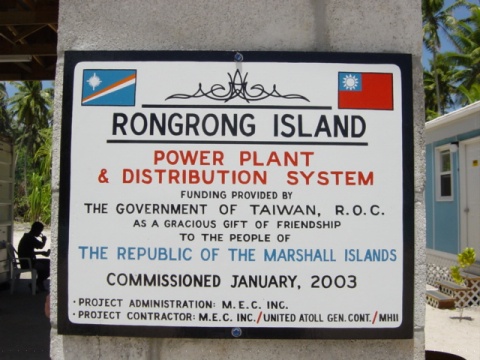 RONGRONG ISLAND
POWER PLANT
& DISTRIBUTION SYSTEM
FUNDING PROVIDED BY
THE GOVERNMENT OF TAIWAN, R.O.C.
AS A GRACIOUS GIFT OF FRIENDSHIP
TO THE PEOPLE OF
THE REPUBLIC OF THE MARSHALL ISLANDS
COMMISSIONED JANUARY, 2003
· PROJECT ADMINISTRATION: M.E.C. INC.
· PROJECT CONTRACTOR: M.E.C. INC./UNITED ATOLL GEN. CONT./MHII